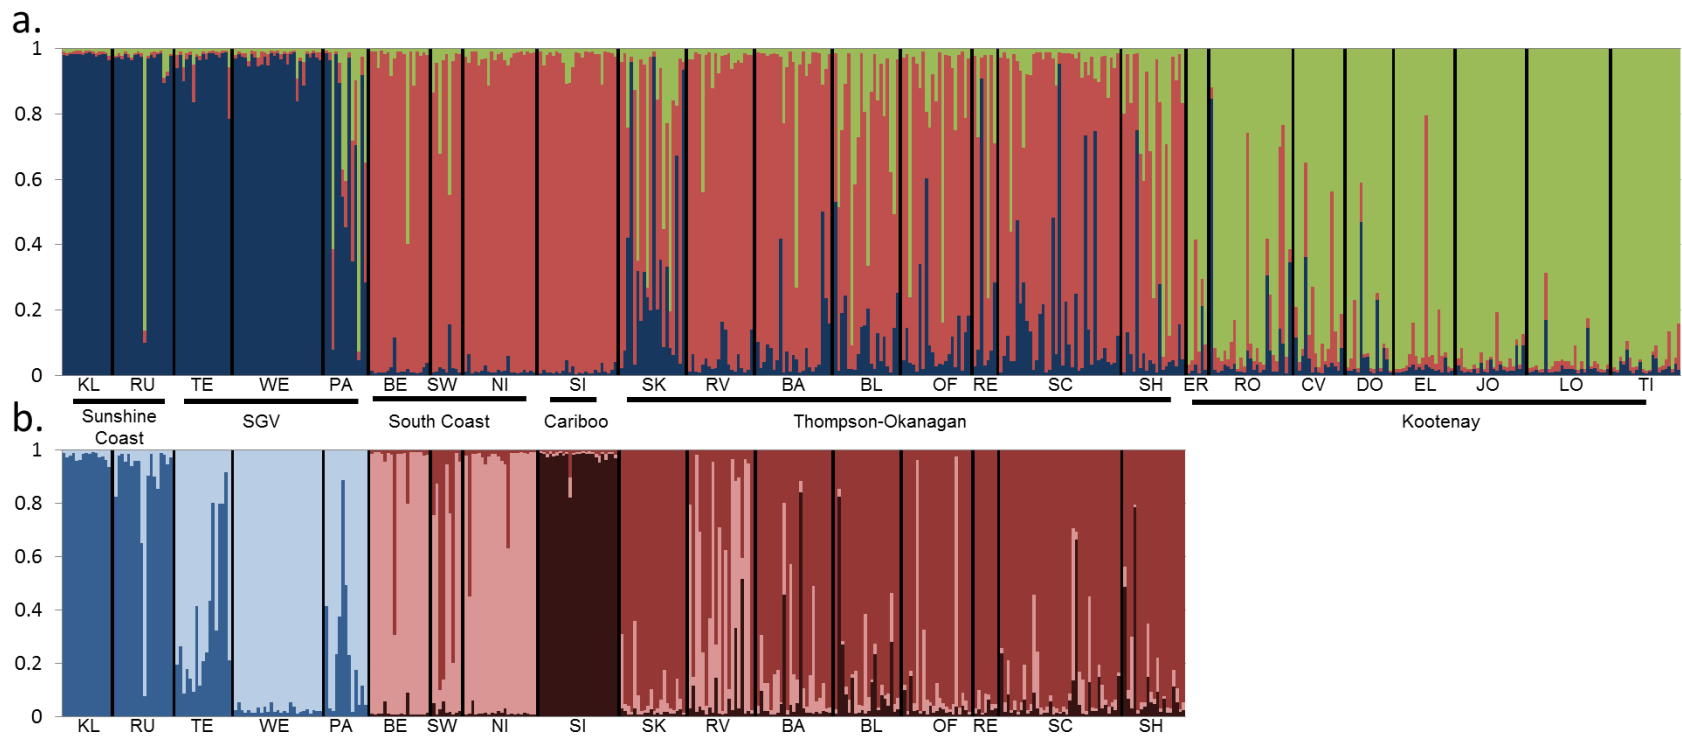 a.
1
0.8
0.6
0.4
0.2
0
KL RU TE WE PA BE SW NI SI SK RV BA BL OF RE SC SH ER RO CV DO EL JO LO TI
Sunshine Coast SGV South Coast Cariboo Thompson-Okanagan Kootenay
b.
1
0.8
0.6
0.4
0.2
0
KL RU TE WE PA BE SW NI SI SK RV BA BL OF RE SC SH